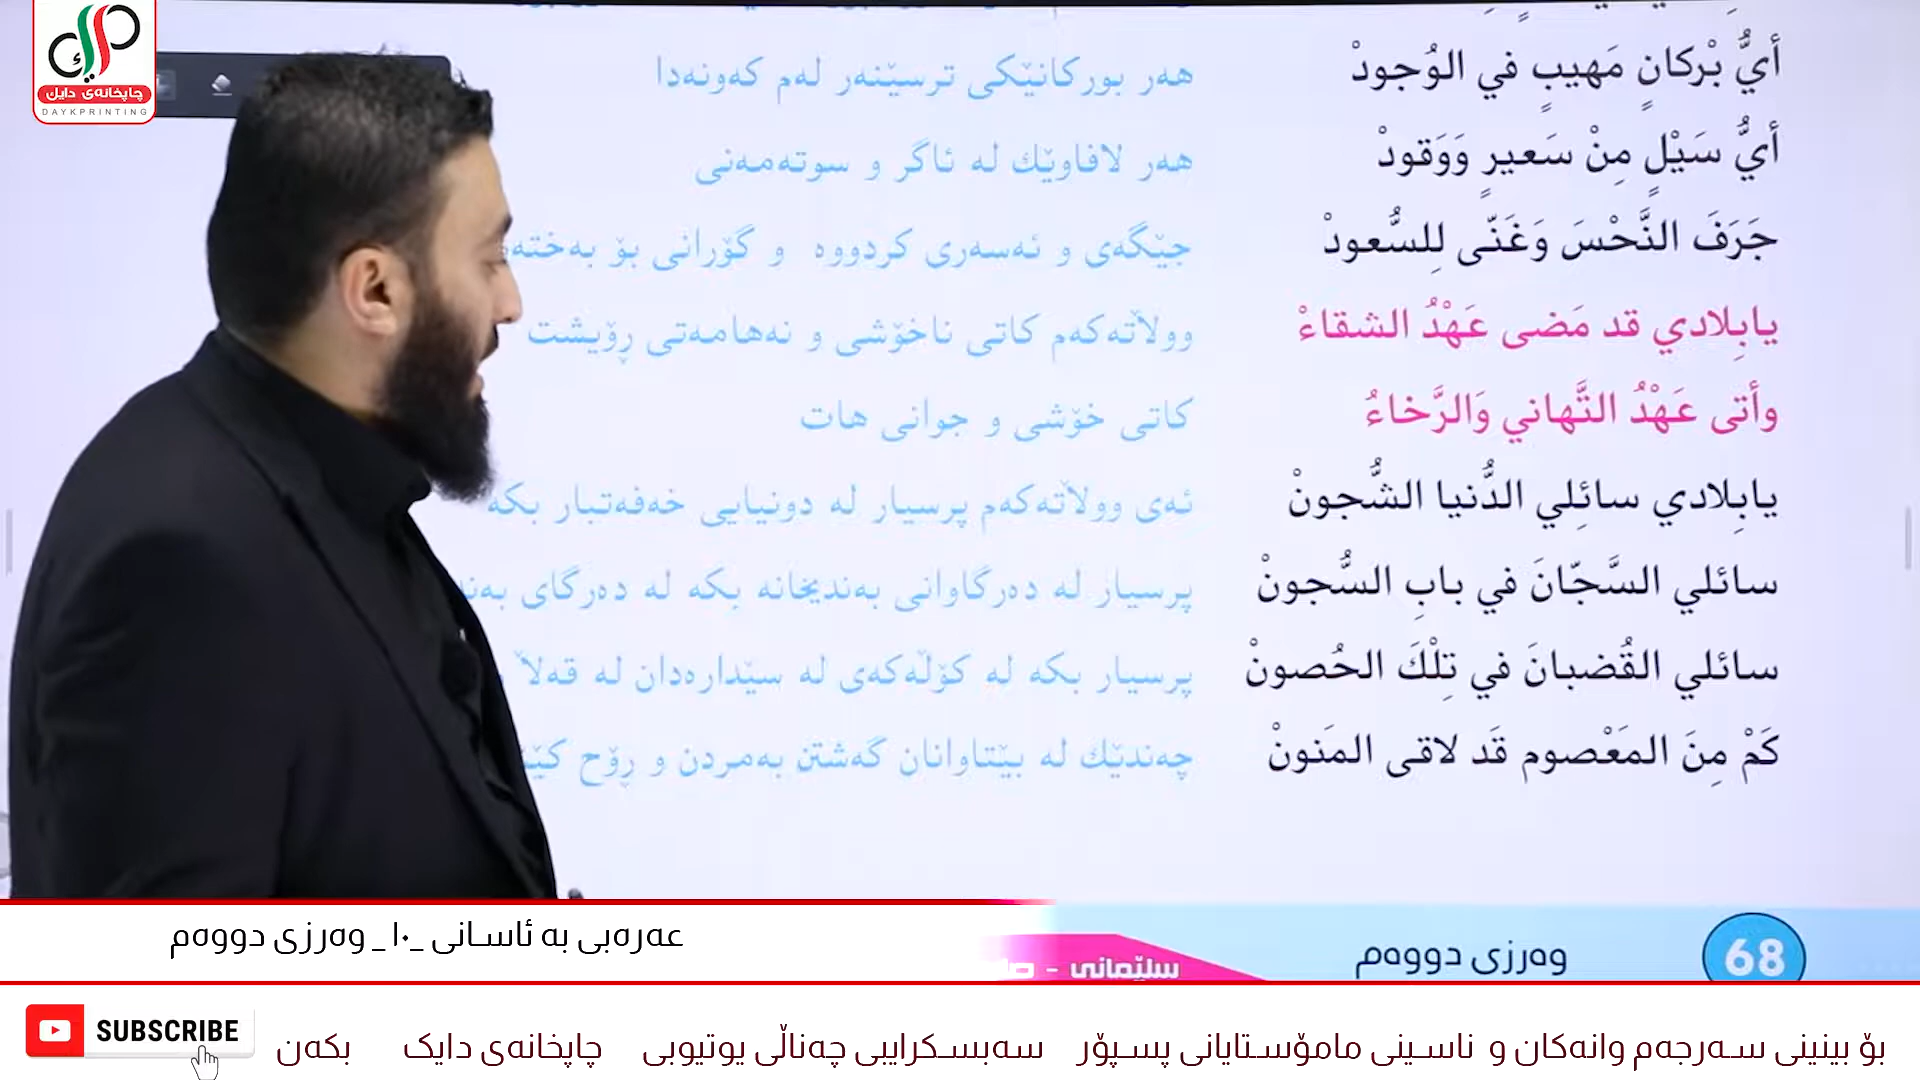 چاپخانەی دایك
DAYKPRINTING
أيُّ بْركانٍ مَهيبٍ في الوُجودْ
هەر بورکانێکی ترسێنەر لەم کەونەدا
أيُّ سَيْلٍ مِنْ سَعيرٍ وَوَقودْ
هەر لافاوێك لە ئاگر و سوتەمەنی
جَرَفَ النَّحْسَ وَغَنّى لِلسُّعودْ
جێگەی و ئەسەری کردووە و گۆرانی بۆ
يابِلادي قد مَضى عَهْدُ الشقاءْ
وولاتەکەم کاتی ناخۆشی و نەهامەتی ڕۆیشت
وأتى عَهْدُ التَّهاني وَالرَّخاءُ
کاتی خۆشی و جوانی هات
يابِلادي سائِلي الدُّنيا الشُّجونْ
ئەی وولاتەکەم پرسیار لە دونیایی خەفەتبار بکە
سائلي السَّجّانَ في بابِ السُّجونْ
پرسیار لە دەرگاوانی بەندیخانە بکە لە دەرگای
سائلي القُضبانَ في تِلْكَ الحُصونْ
پرسیار بکە لە کۆڵەکەی لە سێدارەدان لە قەڵا
كَمْ مِنَ المَعْصوم قَد لاقى المَنونْ
چەندێك لە بێتاوانان گەشتن بەمردن و ڕۆح
عەرەبی بە ئاسانی _١٠_ وەرزی دووەم
سلێمانی -
وەرزی دووەم
68
SUBSCRIBE
بۆ بینینی سەرجەم وانەکان و ناسینی مامۆستایانی پسپۆر سەبسکرایبی چەناڵی یوتیوبی چاپخانەی دایک بکەن